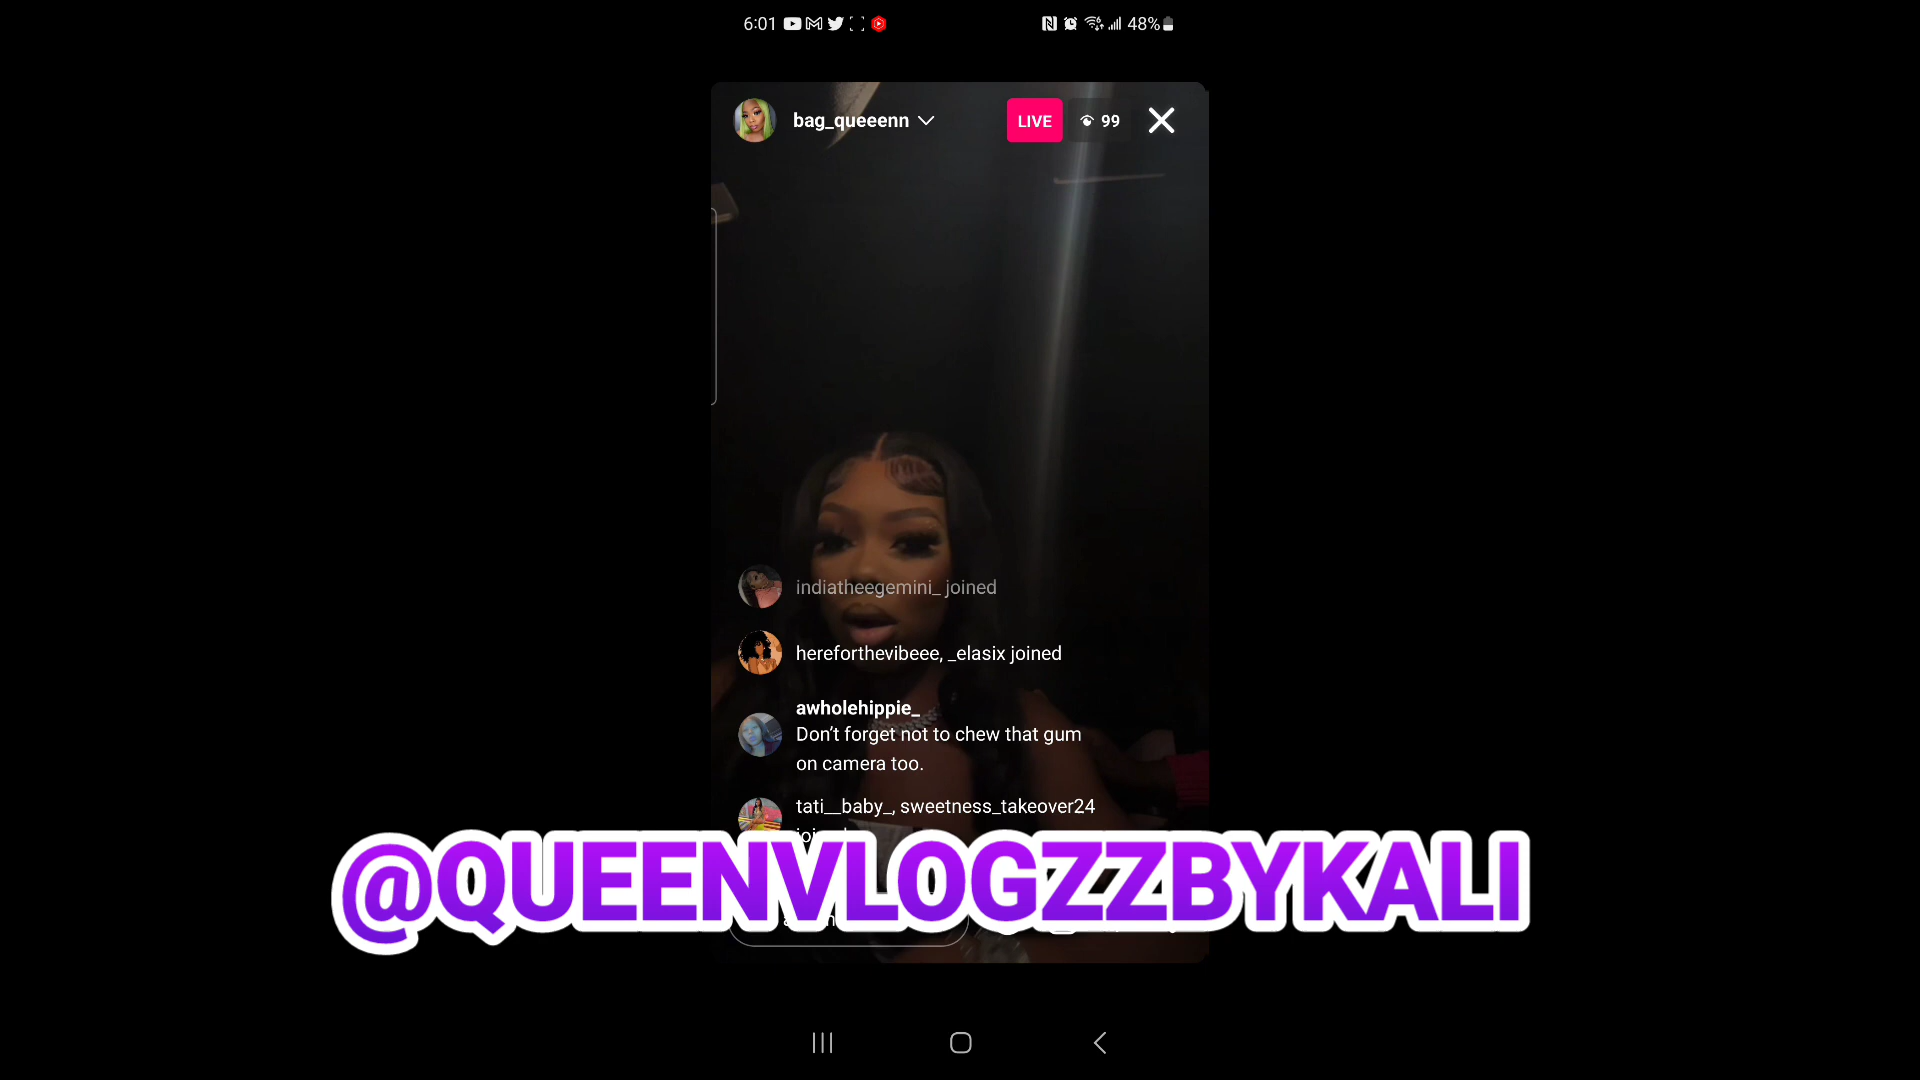 6:01
48%
bag_queeenn
LIVE
99
indiatheegemini_ joined
hereforthevibeee, _elasix joined
awholehippie_
Don't forget not to chew that gum
on camera too.
tati__baby_, sweetness_takeover24
@QUEENVLOGZZBYKALI